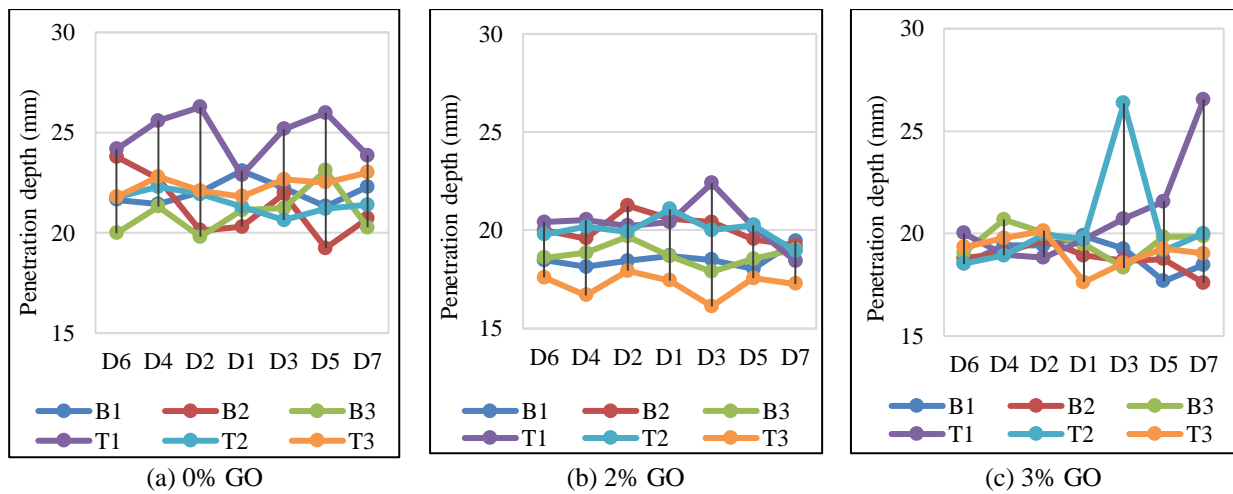 Penetration depth (mm)
30
25
20
15
D6 D4 D2 D1 D3 D5 D7
B1 B2 B3
T1 T2 T3
(a) 0% GO
Penetration depth (mm)
30
25
20
15
D6 D4 D2 D1 D3 D5 D7
B1 B2 B3
T1 T2 T3
(b) 2% GO
Penetration depth (mm)
30
25
20
15
D6 D4 D2 D1 D3 D5 D7
B1 B2 B3
T1 T2 T3
(c) 3% GO